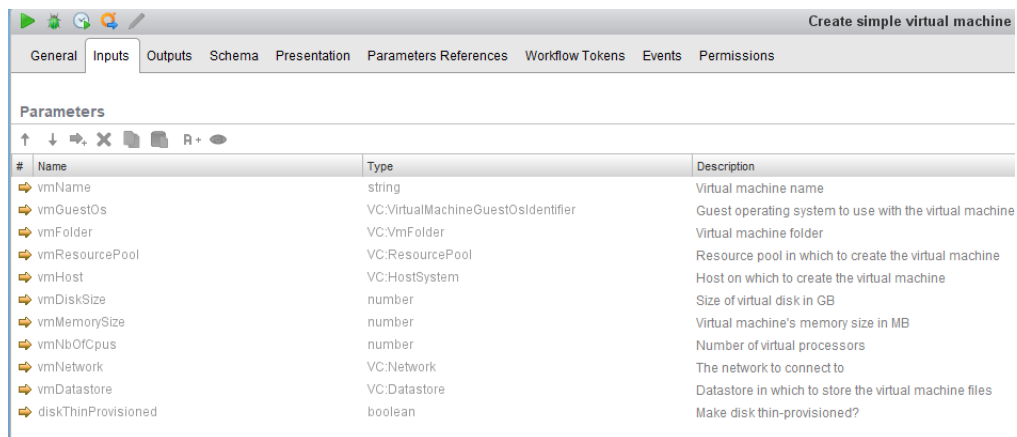 Create simple virtual machine
General Inputs Outputs Schema Presentation Parameters References Workflow Tokens Events Permissions
Parameters
# Name Type Description
vmName string Virtual machine name
vmGuestOs VC:VirtualMachineGuestOsIdentifier Guest operating system to use with the virtual machine
vmFolder VC:VmFolder Virtual machine folder
vmResourcePool VC:ResourcePool Resource pool in which to create the virtual machine
vmHost VC:HostSystem Host on which to create the virtual machine
vmDiskSize number Size of virtual disk in GB
vmMemorySize number Virtual machine's memory size in MB
vmNbOfCpus number Number of virtual processors
vmNetwork VC:Network The network to connect to
vmDatastore VC:Datastore Datastore in which to store the virtual machine files
diskThinProvisioned boolean Make disk thin-provisioned?